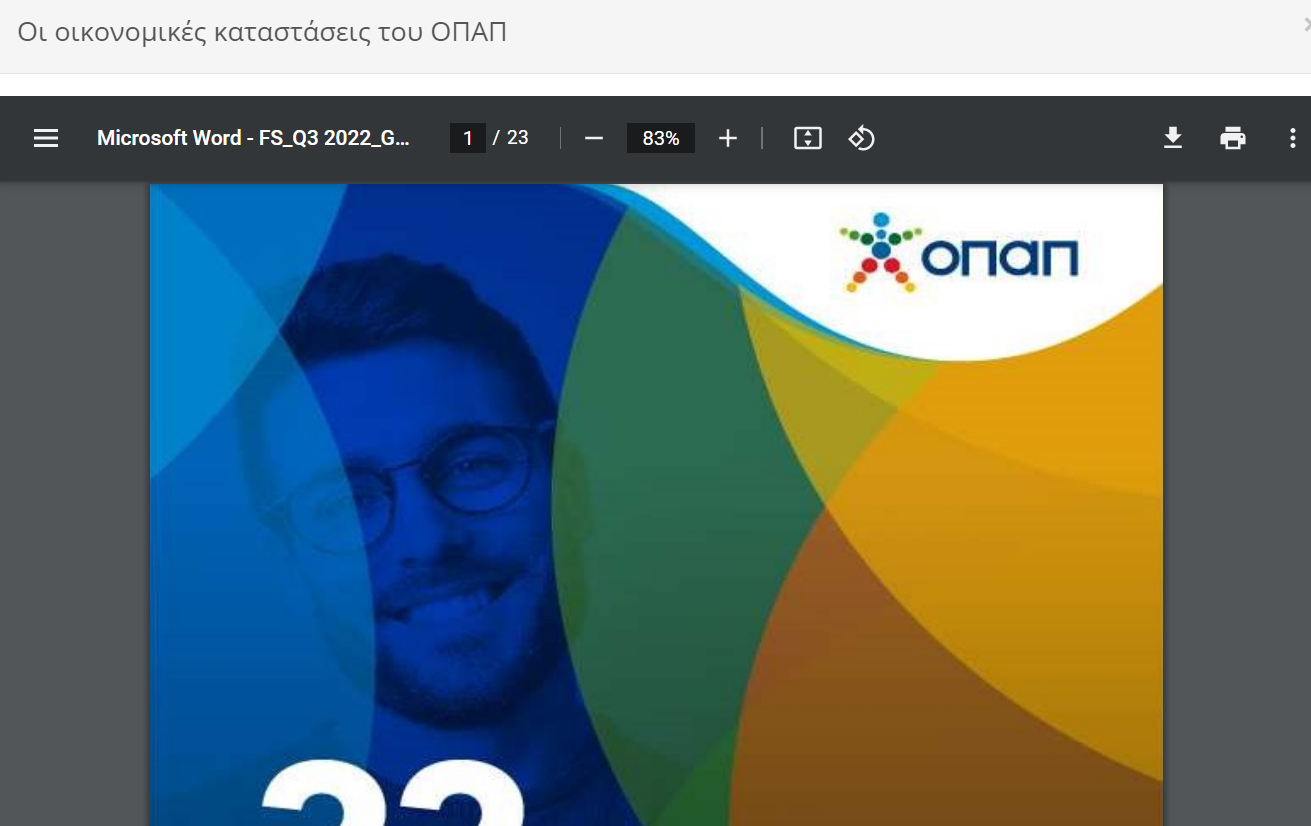 Οι οικονομικές καταστάσεις του ΟΠΑΠ
Microsoft Word - FS_Q3 2022_G... 1 / 23 83%
οπαπ